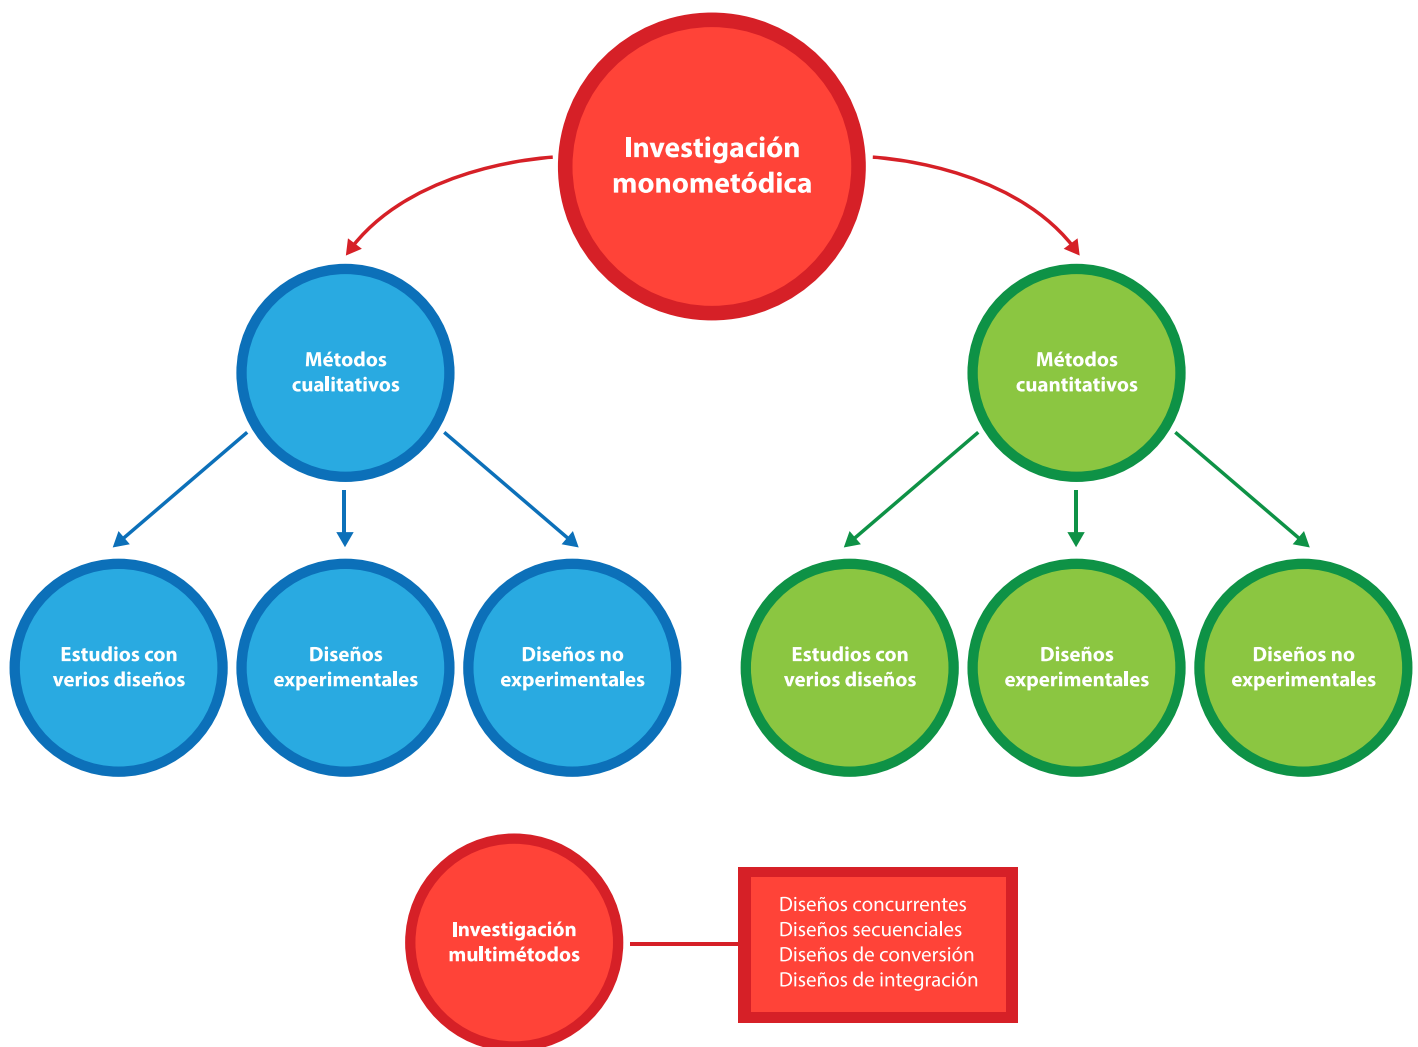 Investigación
monometódica
Métodos
cualitativos
Métodos
cuantitativos
Estudios con
verios diseños
Diseños
experimentales
Diseños no
experimentales
Estudios con
verios diseños
Diseños
experimentales
Diseños no
experimentales
Investigación
multimétodos
Diseños concurrentes
Diseños secuenciales
Diseños de conversión
Diseños de integración